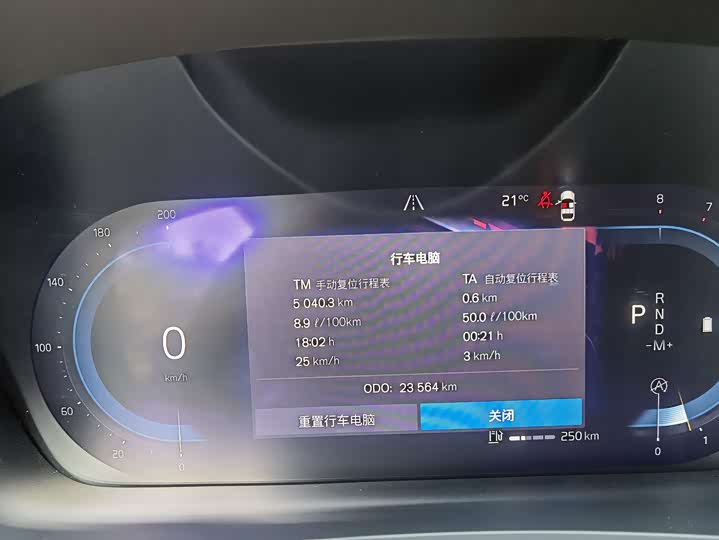 200
180
140
100
60
20
0
0
km/h
21°C
8
7
行车电脑
TM 手动复位行程表
5 040.3 km
8.9 ℓ/100km
18:02 h
25 km/h
TA 自动复位行程表
0.6 km
50.0 ℓ/100km
00:21 h
3 km/h
ODO: 23 564 km
重置行车电脑
关闭
250 km
P
R
N
D
-M+
A
1
0